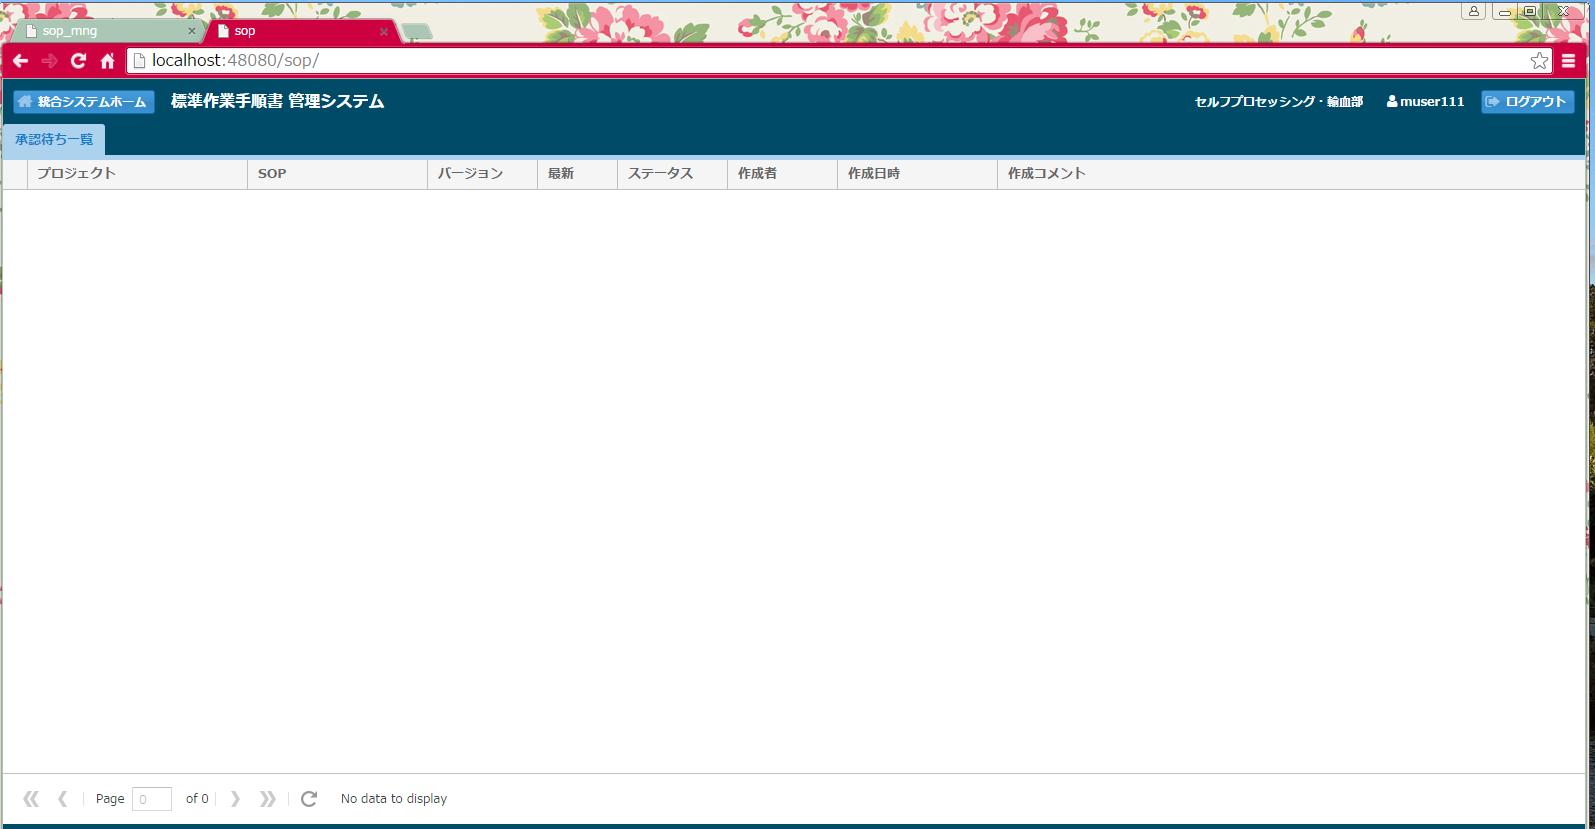 sop_mng
sop
localhost:48080/sop/
統合システムホーム 標準作業手順書 管理システム セルフプロセッシング・輸血部 muser111 ログアウト
承認待ち一覧
プロジェクト SOP バージョン 最新 ステータス 作成者 作成日時 作成コメント
Page 0 of 0 No data to display